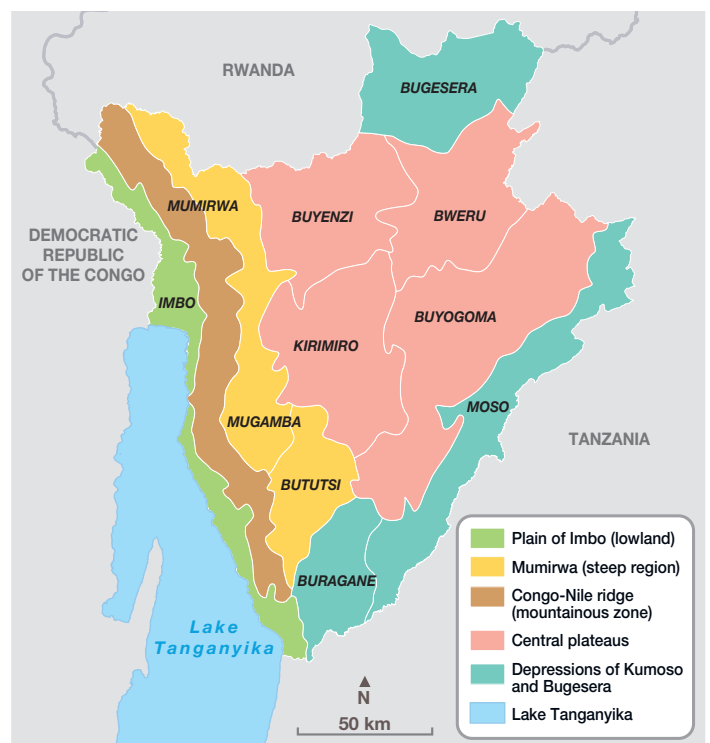 RWANDA
BUGESERA
MUMIRWA
BUYENZI
BWERU
DEMOCRATIC
REPUBLIC
OF THE CONGO
IMBO
BUYOGOMA
KIRIMIRO
MOSO
MUGAMBA
TANZANIA
BUTUTSI
BURAGANE
Lake
Tanganyika
N
50 km
Plain of Imbo (lowland)
Mumirwa (steep region)
Congo-Nile ridge
(mountainous zone)
Central plateaus
Depressions of Kumoso
and Bugesera
Lake Tanganyika